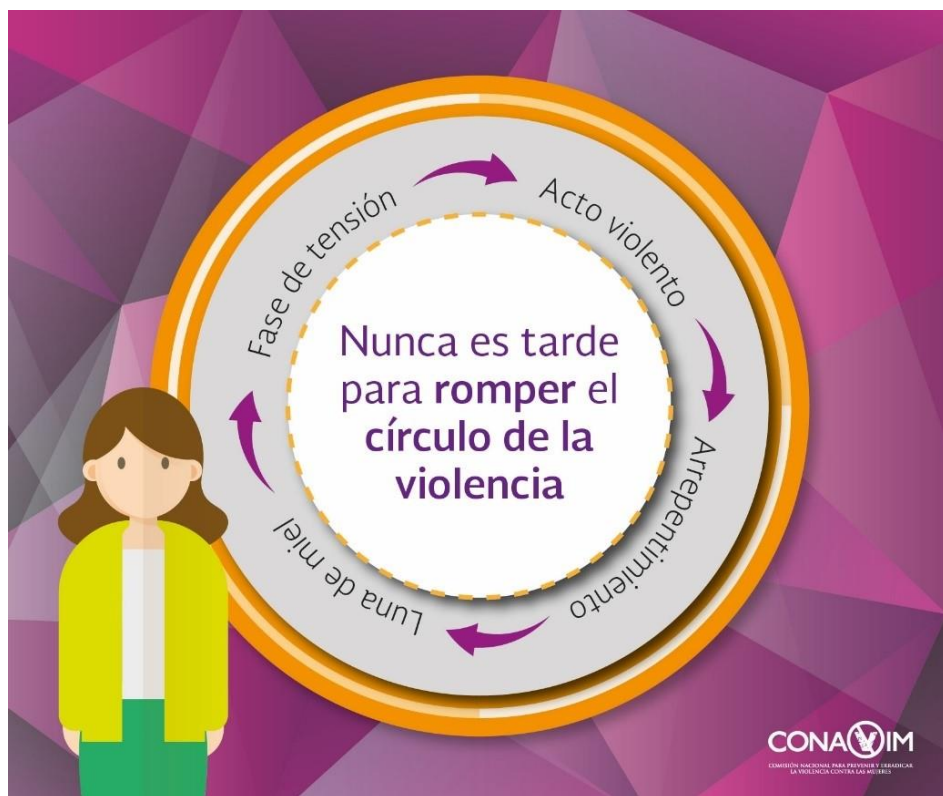 Fase de tensión
Acto violento
Arrepentimiento
Luna de miel
Nunca es tarde
para romper el
círculo de la
violencia
CONAVIM
COMISIÓN NACIONAL PARA PREVENIR Y ERRADICAR
LA VIOLENCIA CONTRA LAS MUJERES